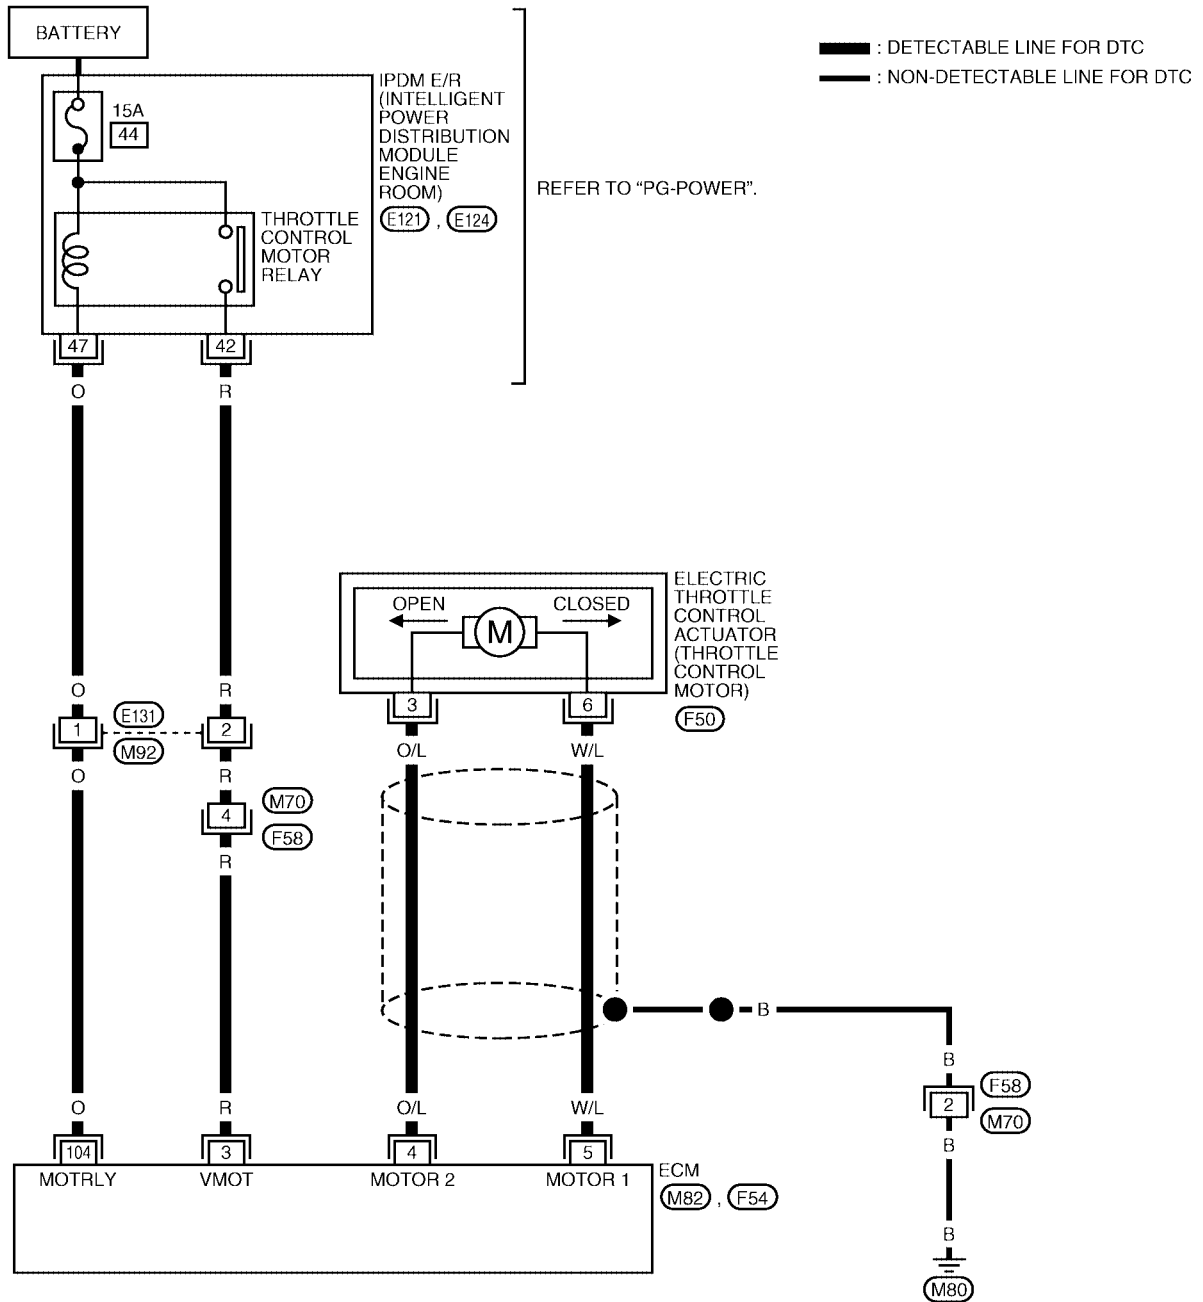 BATTERY
: DETECTABLE LINE FOR DTC
: NON-DETECTABLE LINE FOR DTC
IPDM E/R
(INTELLIGENT
POWER
DISTRIBUTION
MODULE
ENGINE
ROOM)
E121 , E124
15A
44
REFER TO “PG-POWER”.
THROTTLE
CONTROL
MOTOR
RELAY
47
42
O
R
ELECTRIC
THROTTLE
CONTROL
ACTUATOR
(THROTTLE
CONTROL
MOTOR)
F50
OPEN
CLOSED
M
3
6
O
R
1
E131
M92
2
O/L
W/L
O
R
4
M70
F58
R
B
B
F58
2
M70
B
O
R
O/L
W/L
104
3
4
5
MOTRLY
VMOT
MOTOR 2
MOTOR 1
ECM
M82 , F54
B
M80